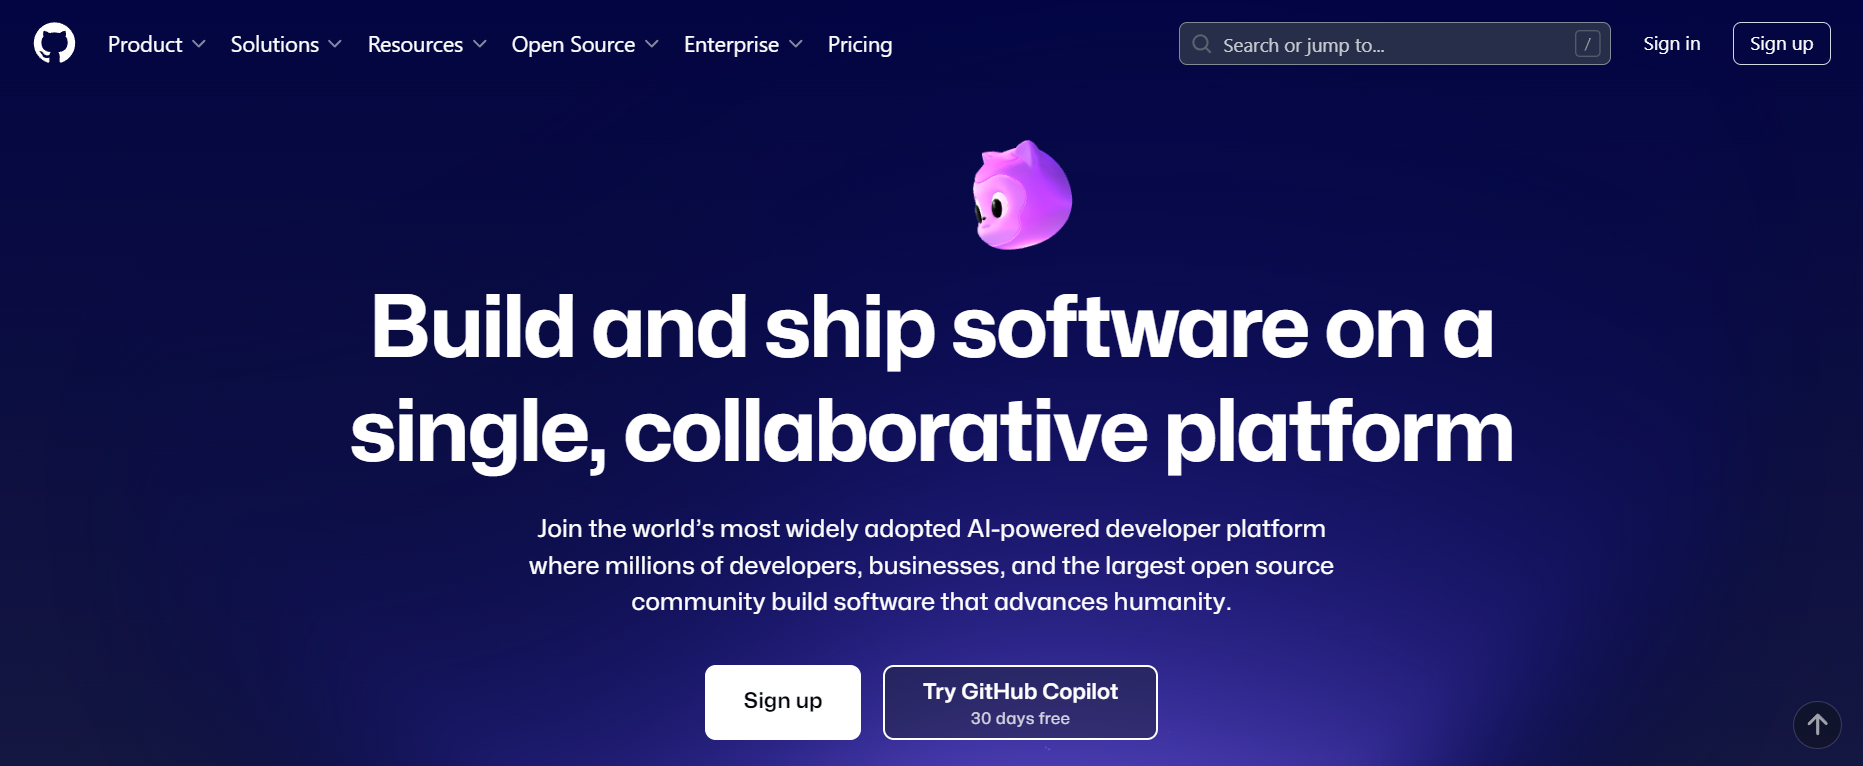 Product Solutions Resources Open Source Enterprise Pricing Search or jump to... / Sign in Sign up
Build and ship software on a
single, collaborative platform
Join the world’s most widely adopted AI-powered developer platform
where millions of developers, businesses, and the largest open source
community build software that advances humanity.
Sign up
Try GitHub Copilot
30 days free